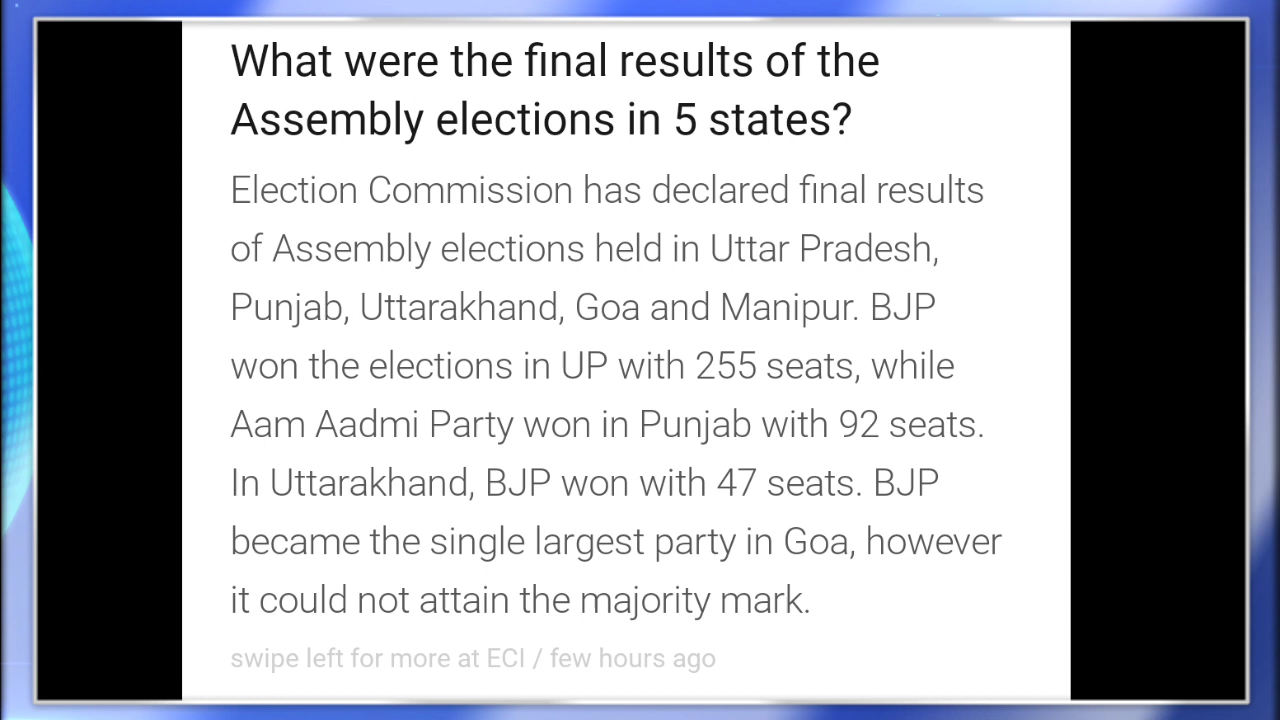 What were the final results of the
Assembly elections in 5 states?
Election Commission has declared final results
of Assembly elections held in Uttar Pradesh,
Punjab, Uttarakhand, Goa and Manipur. BJP
won the elections in UP with 255 seats, while
Aam Aadmi Party won in Punjab with 92 seats.
In Uttarakhand, BJP won with 47 seats. BJP
became the single largest party in Goa, however
it could not attain the majority mark.
swipe left for more at ECI / few hours ago